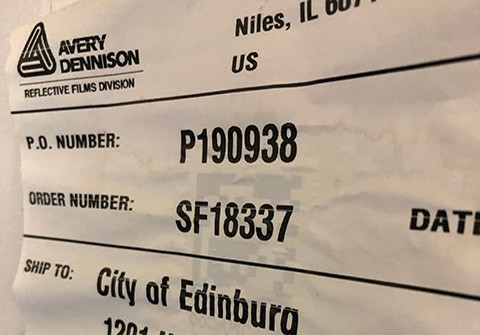 Niles, IL
US
AVERY
DENNISON
REFLECTIVE FILMS DIVISION
P.O. NUMBER: P190938
ORDER NUMBER: SF18337 DATE
SHIP TO: City of Edinburg
1201